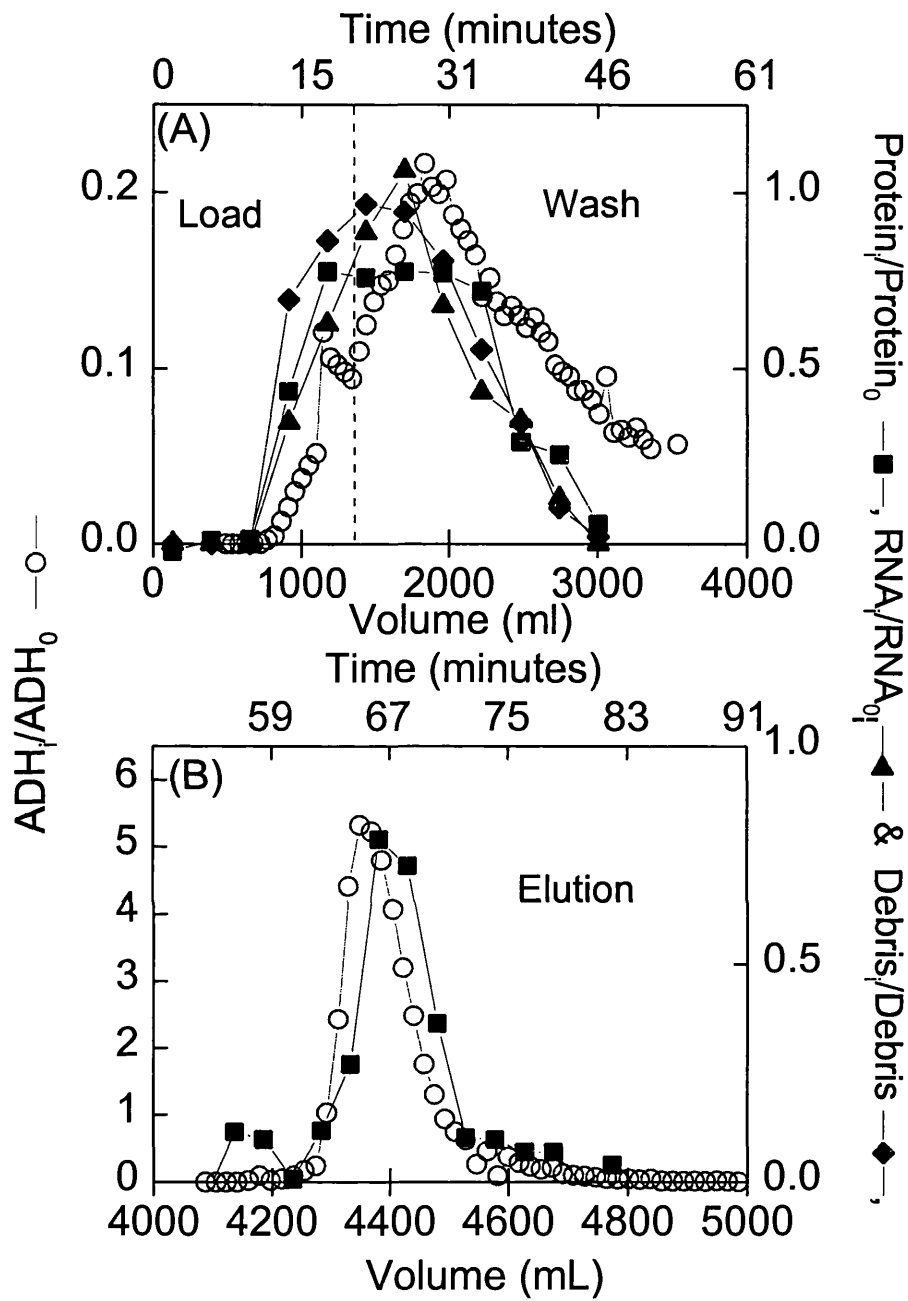 Time (minutes)
0 15 31 46 61
(A)
Load
Wash
0.2
0.1
0.0
1.0
0.5
0.0
0 1000 2000 3000 4000
Volume (ml)
Time (minutes)
59 67 75 83 91
(B)
Elution
6
5
4
3
2
1
0
1.0
0.5
0.0
4000 4200 4400 4600 4800 5000
Volume (mL)
ADHi/ADH0
Proteini/Protein0 , RNAi/RNA0i & Debrisi/Debris ,